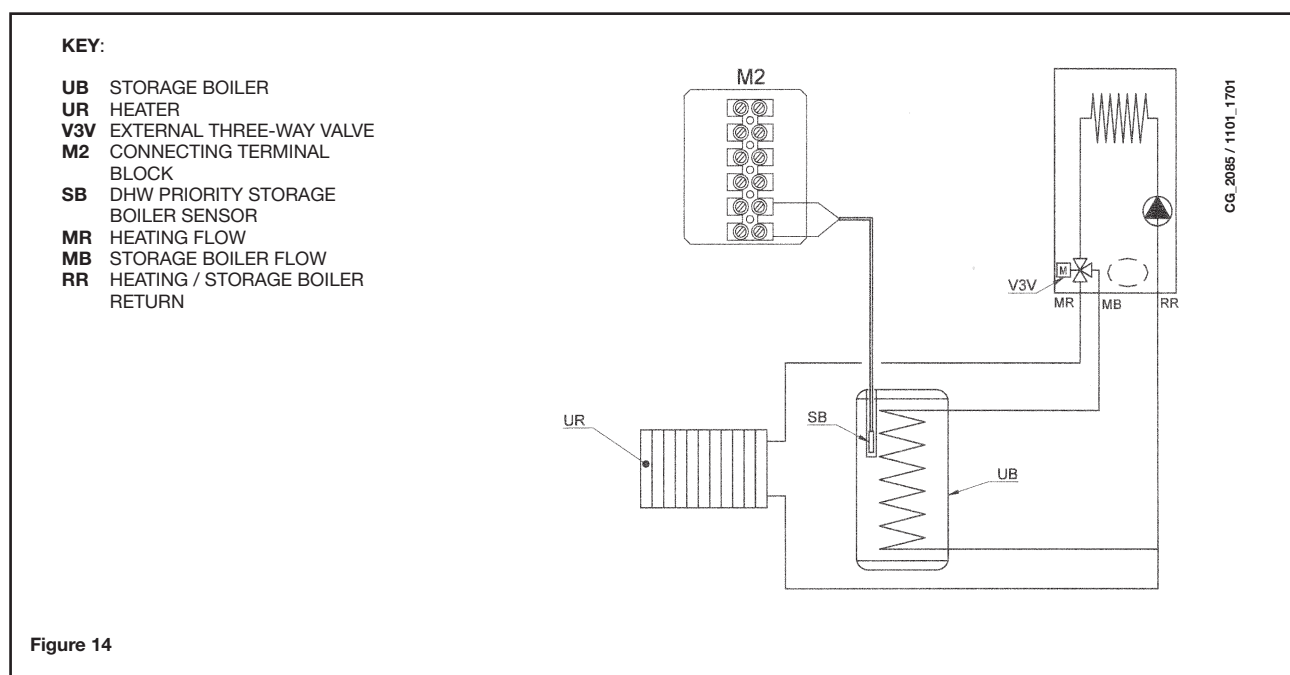 KEY:
UB STORAGE BOILER
UR HEATER
V3V EXTERNAL THREE-WAY VALVE
M2 CONNECTING TERMINAL
BLOCK
SB DHW PRIORITY STORAGE
BOILER SENSOR
MR HEATING FLOW
MB STORAGE BOILER FLOW
RR HEATING / STORAGE BOILER
RETURN
M2
CG_2085 / 1101_1701
M
V3V
MR
MB
RR
UR
SB
UB
Figure 14